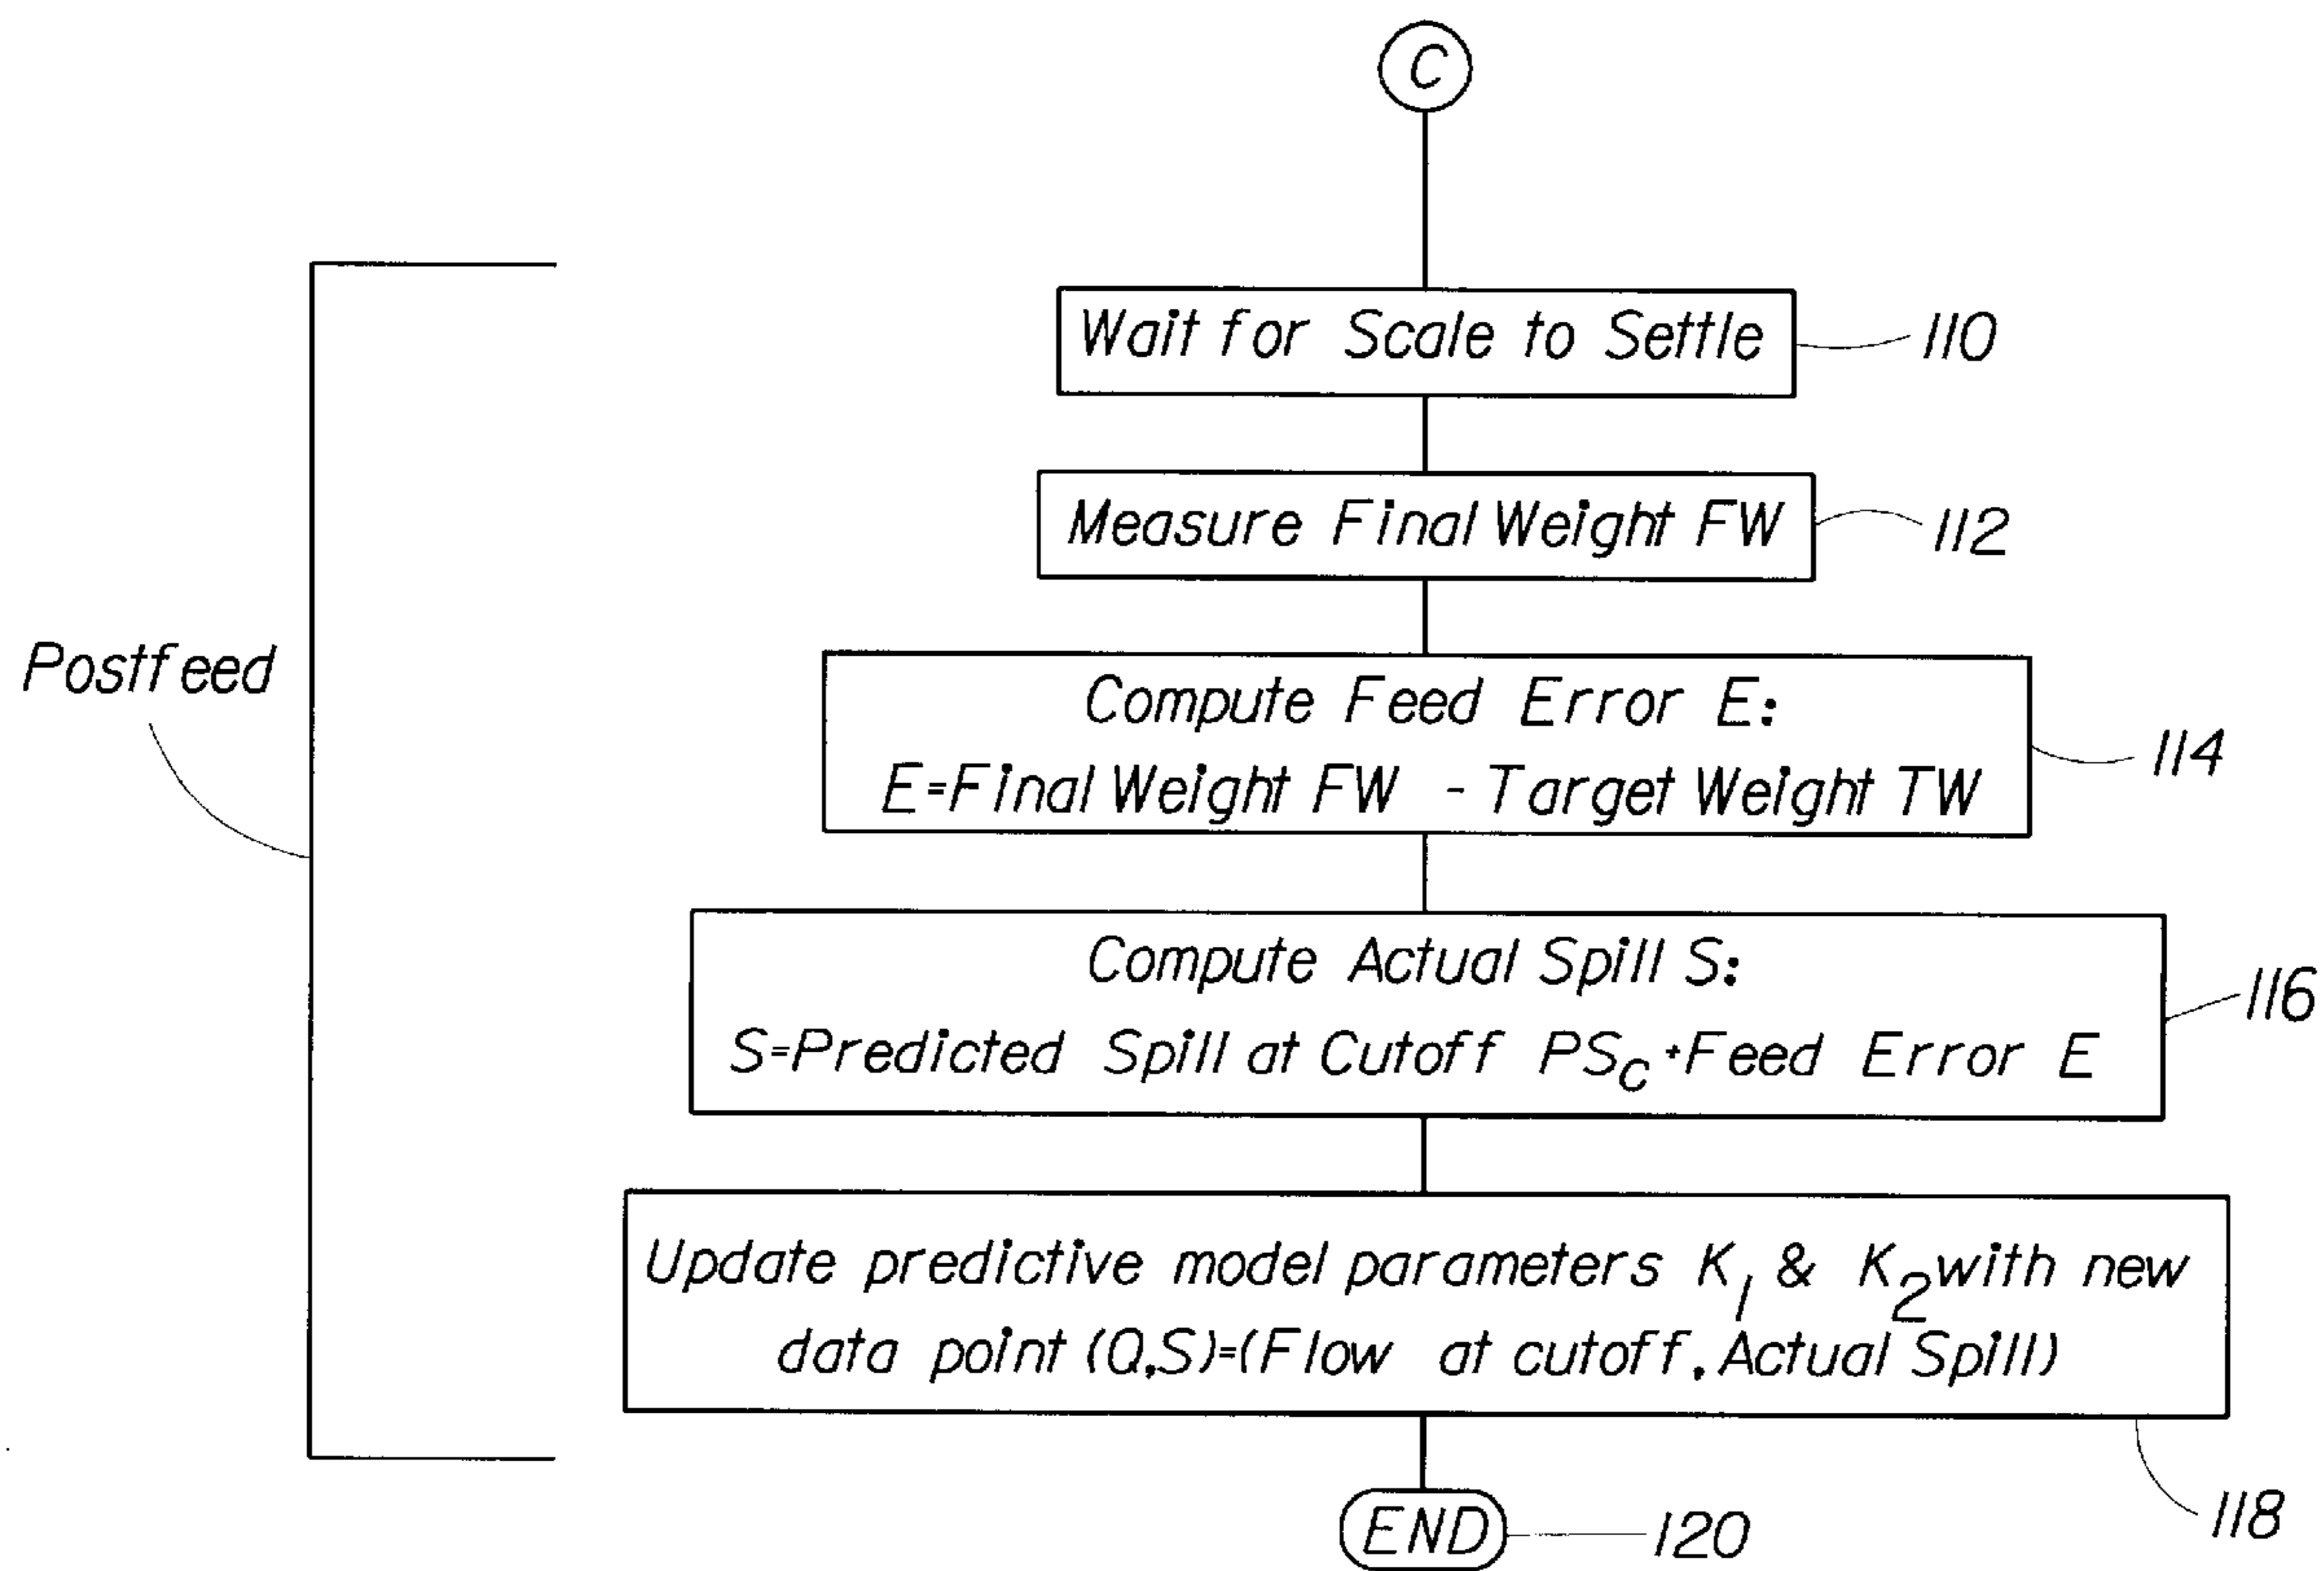 C
Wait for Scale to Settle
110
Measure Final Weight FW
112
Postfeed
Compute Feed Error E:
E=Final Weight FW - Target Weight TW
114
Compute Actual Spill S:
S=Predicted Spill at Cutoff PSC+Feed Error E
116
Update predictive model parameters K1 & K2 with new
data point (Q,S)=(Flow at cutoff, Actual Spill)
118
END
120